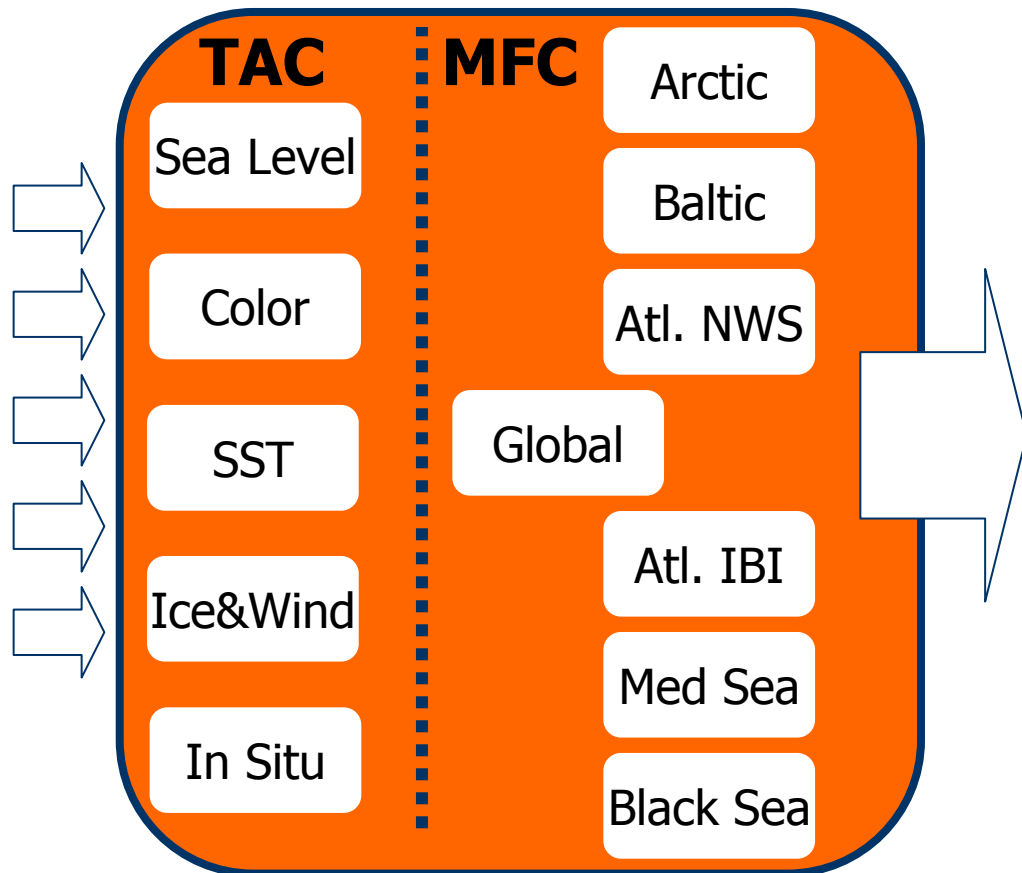 TAC
Sea Level
Color
SST
Ice&Wind
In Situ
MFC
Arctic
Baltic
Atl. NWS
Global
Atl. IBI
Med Sea
Black Sea